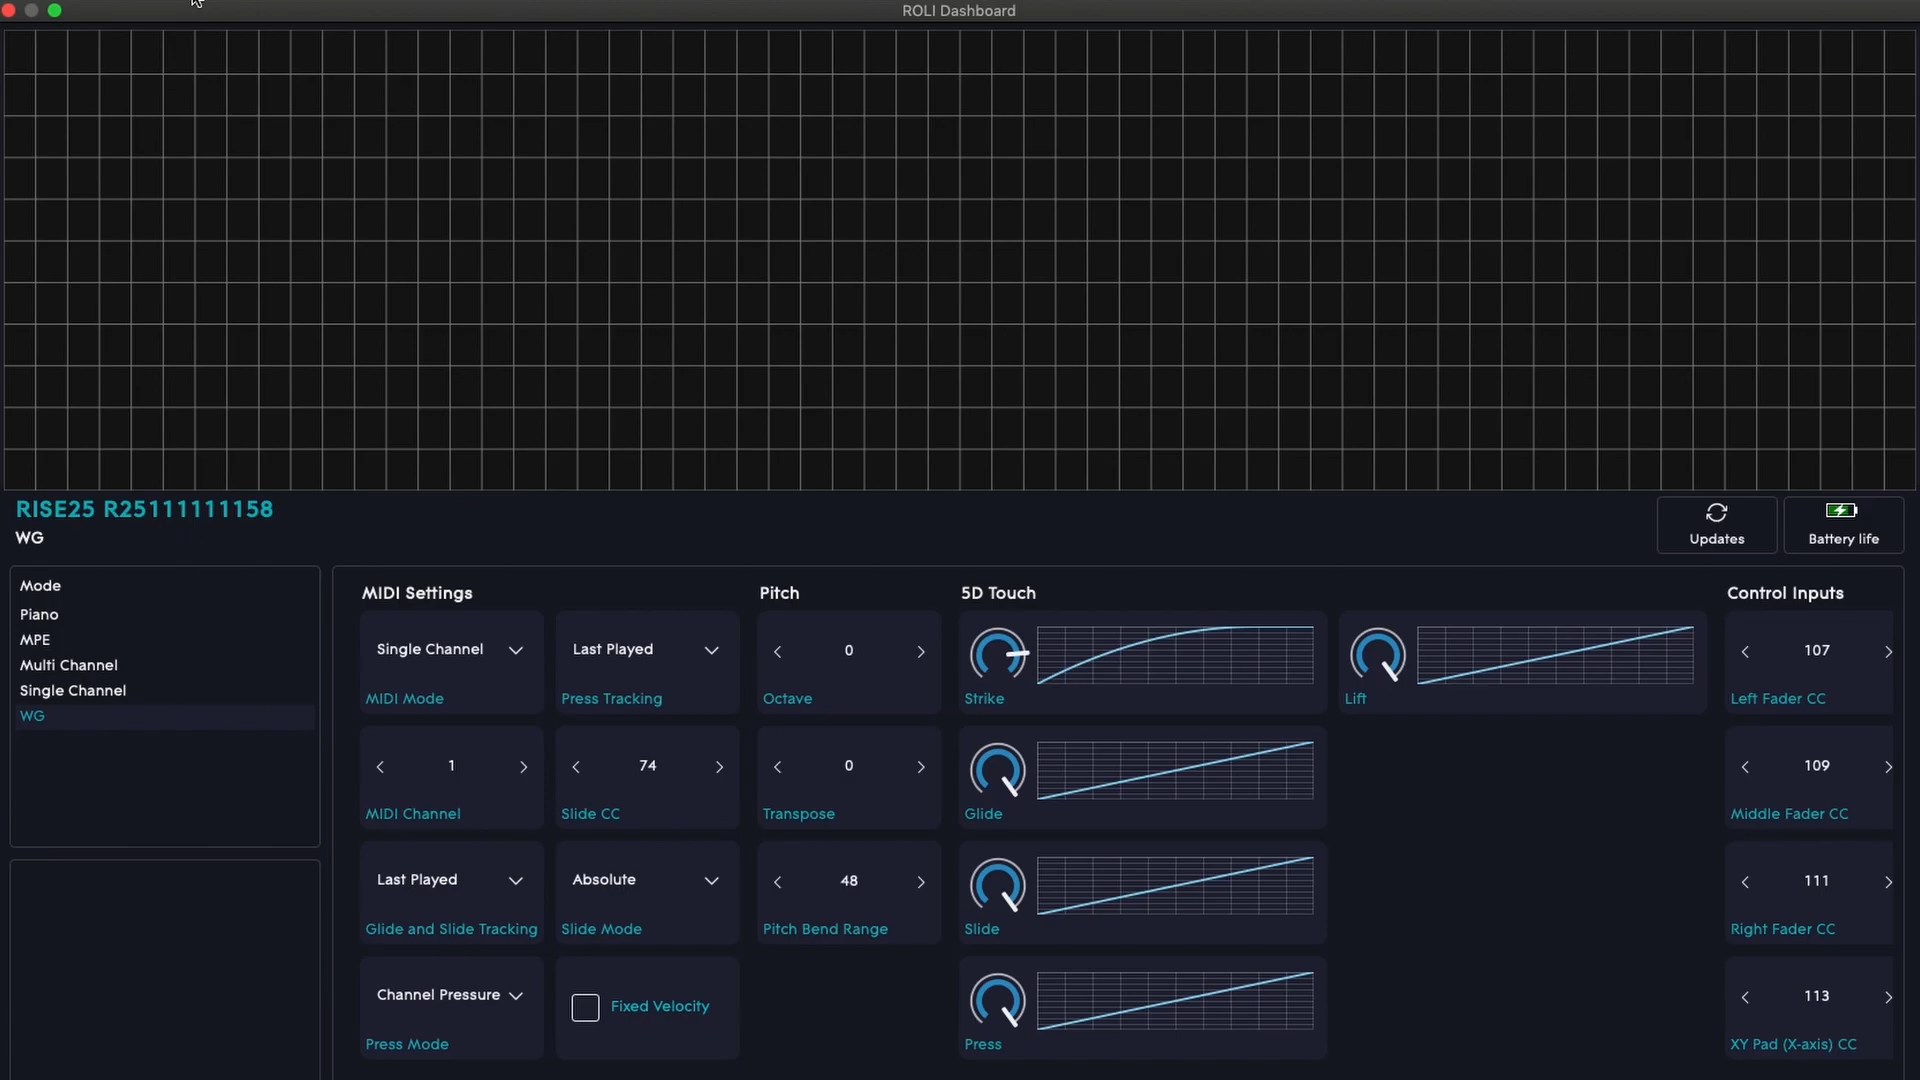 ROLI Dashboard
RISE25 R25111111158
WG
Updates
Battery life
Mode
Piano
MPE
Multi Channel
Single Channel
WG
MIDI Settings
Single Channel
MIDI Mode
Last Played
Press Tracking
1
MIDI Channel
74
Slide CC
Last Played
Glide and Slide Tracking
Absolute
Slide Mode
Channel Pressure
Press Mode
Fixed Velocity
Pitch
0
Octave
0
Transpose
48
Pitch Bend Range
5D Touch
Strike
Lift
Glide
Slide
Press
Control Inputs
107
Left Fader CC
109
Middle Fader CC
111
Right Fader CC
113
XY Pad (X-axis) CC